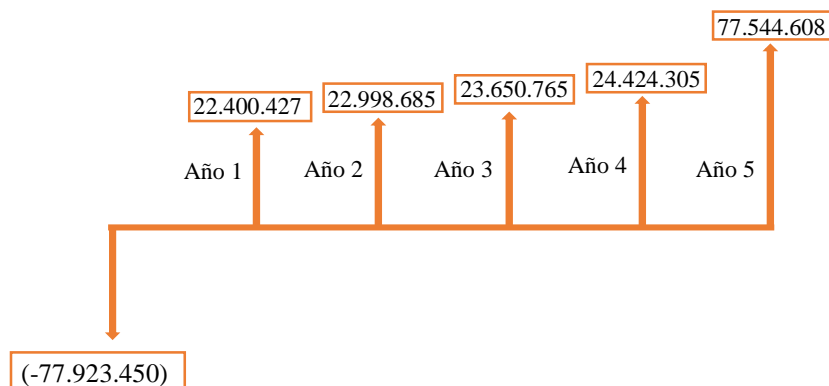 77.544.608
22.400.427
22.998.685
23.650.765
24.424.305
Año 1
Año 2
Año 3
Año 4
Año 5
(-77.923.450)